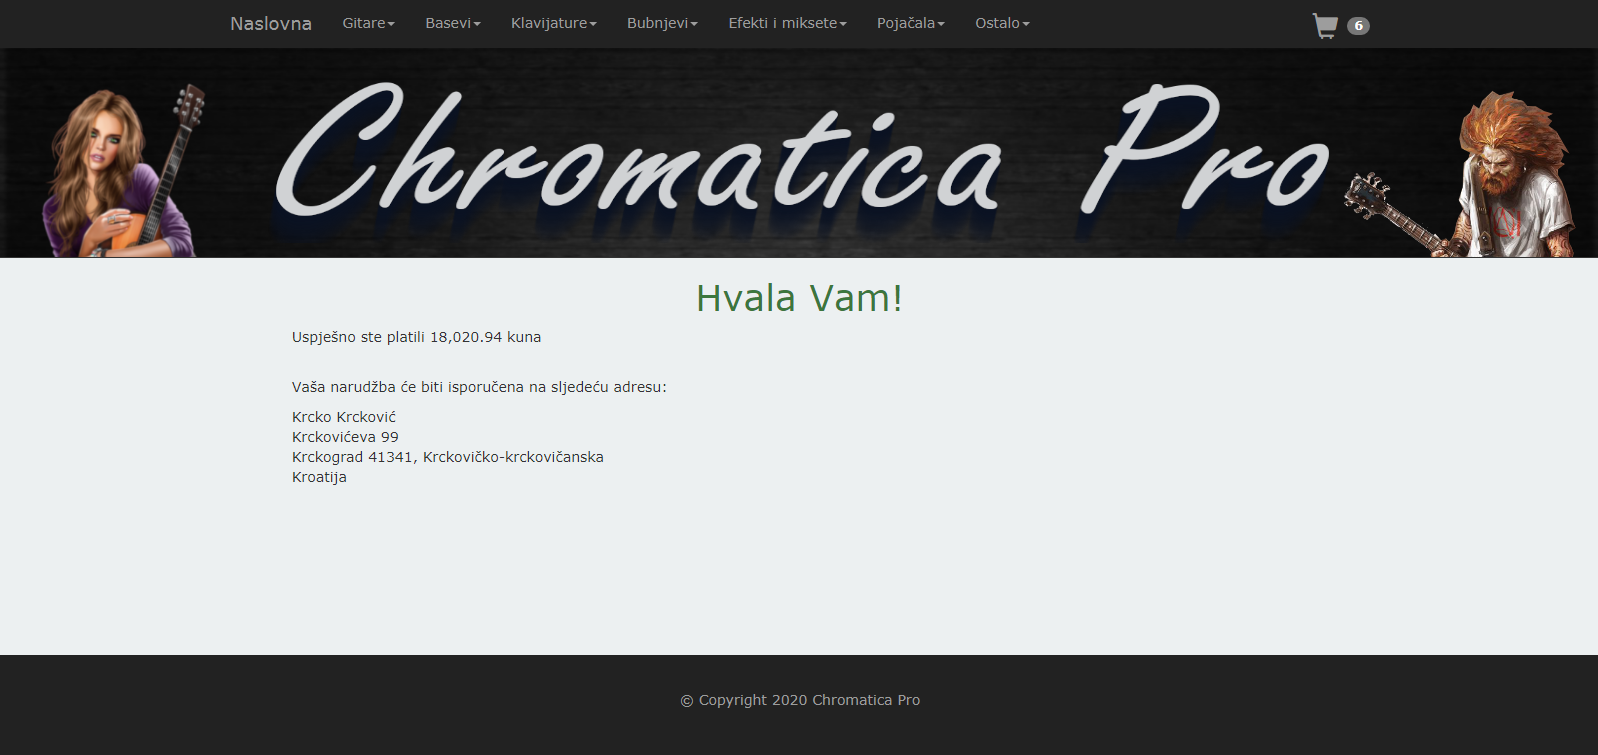 Naslovna Gitare Basevi Klavijature Bubnjevi Efekti i miksete Pojačala Ostalo 6
Chromatica Pro
Hvala Vam!
Uspješno ste platili 18,020.94 kuna
Vaša narudžba će biti isporučena na sljedeću adresu:
Krcko Krcković
Krckovićeva 99
Krckograd 41341, Krckovičko-krckovičanska
Kroatija
© Copyright 2020 Chromatica Pro